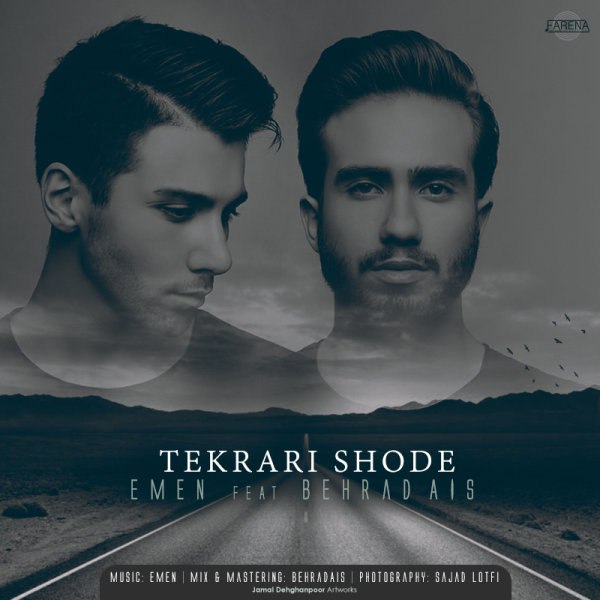 FARENA
TEKRARI SHODE
EMEN FEAT BEHRADAIS
MUSIC: EMEN | MIX & MASTERING: BEHRADAIS | PHOTOGRAPHY: SAJAD LOTFI
Jamal Dehghanpoor Artworks